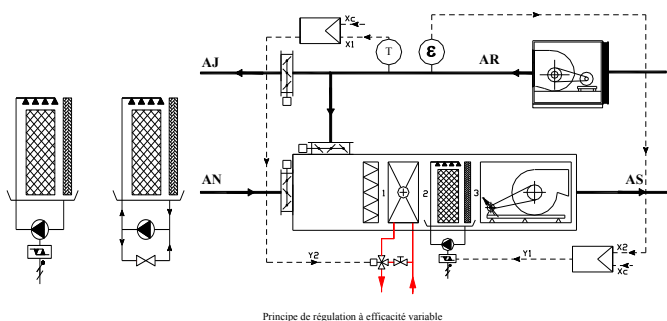 Xc
X1
T
ε
AJ
AR
AN
1
2
3
AS
Y2
Y1
X2
Xc
Principe de régulation à efficacité variable